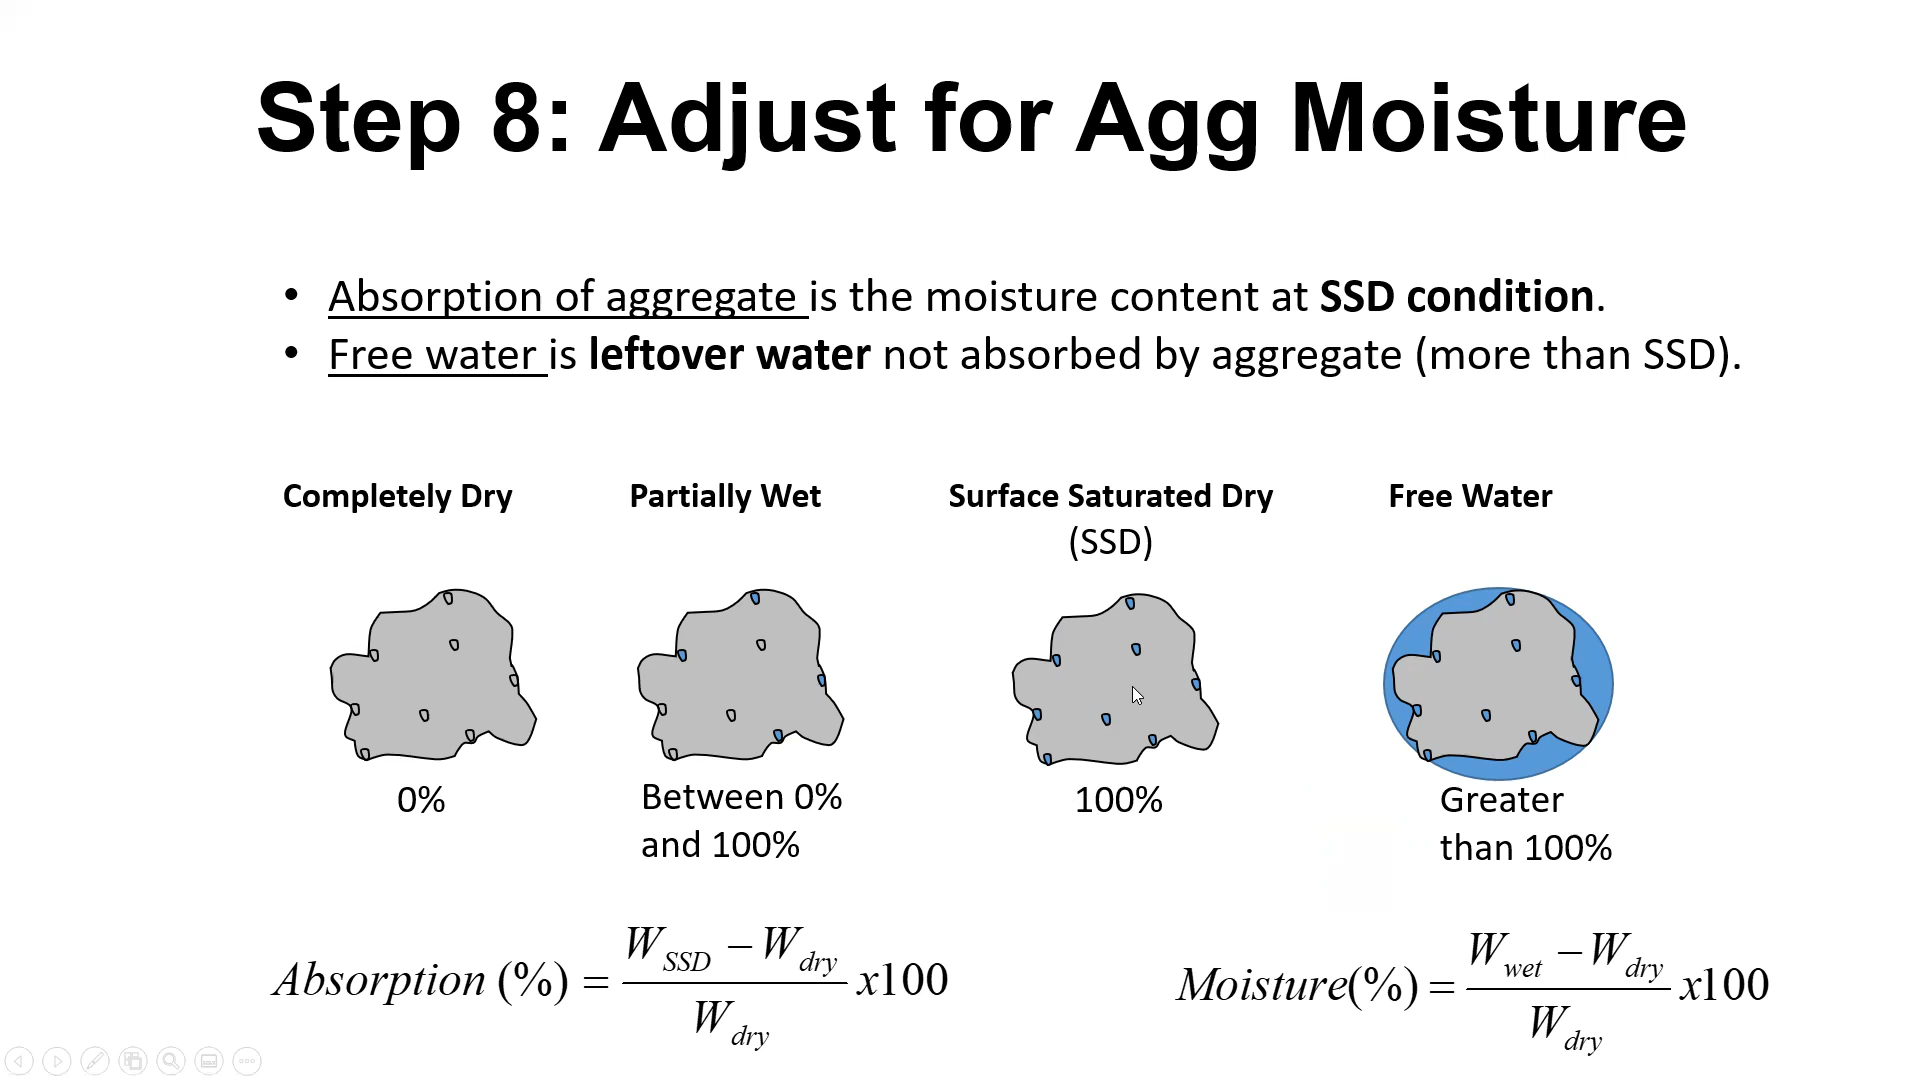 Step 8: Adjust for Agg Moisture
• Absorption of aggregate is the moisture content at SSD condition.
• Free water is leftover water not absorbed by aggregate (more than SSD).
Completely Dry
Partially Wet
Surface Saturated Dry
(SSD)
Free Water
0%
Between 0%
and 100%
100%
Greater
than 100%
Absorption (%) = (W_SSD − W_dry) / W_dry x100
Moisture(%) = (W_wet − W_dry) / W_dry x100